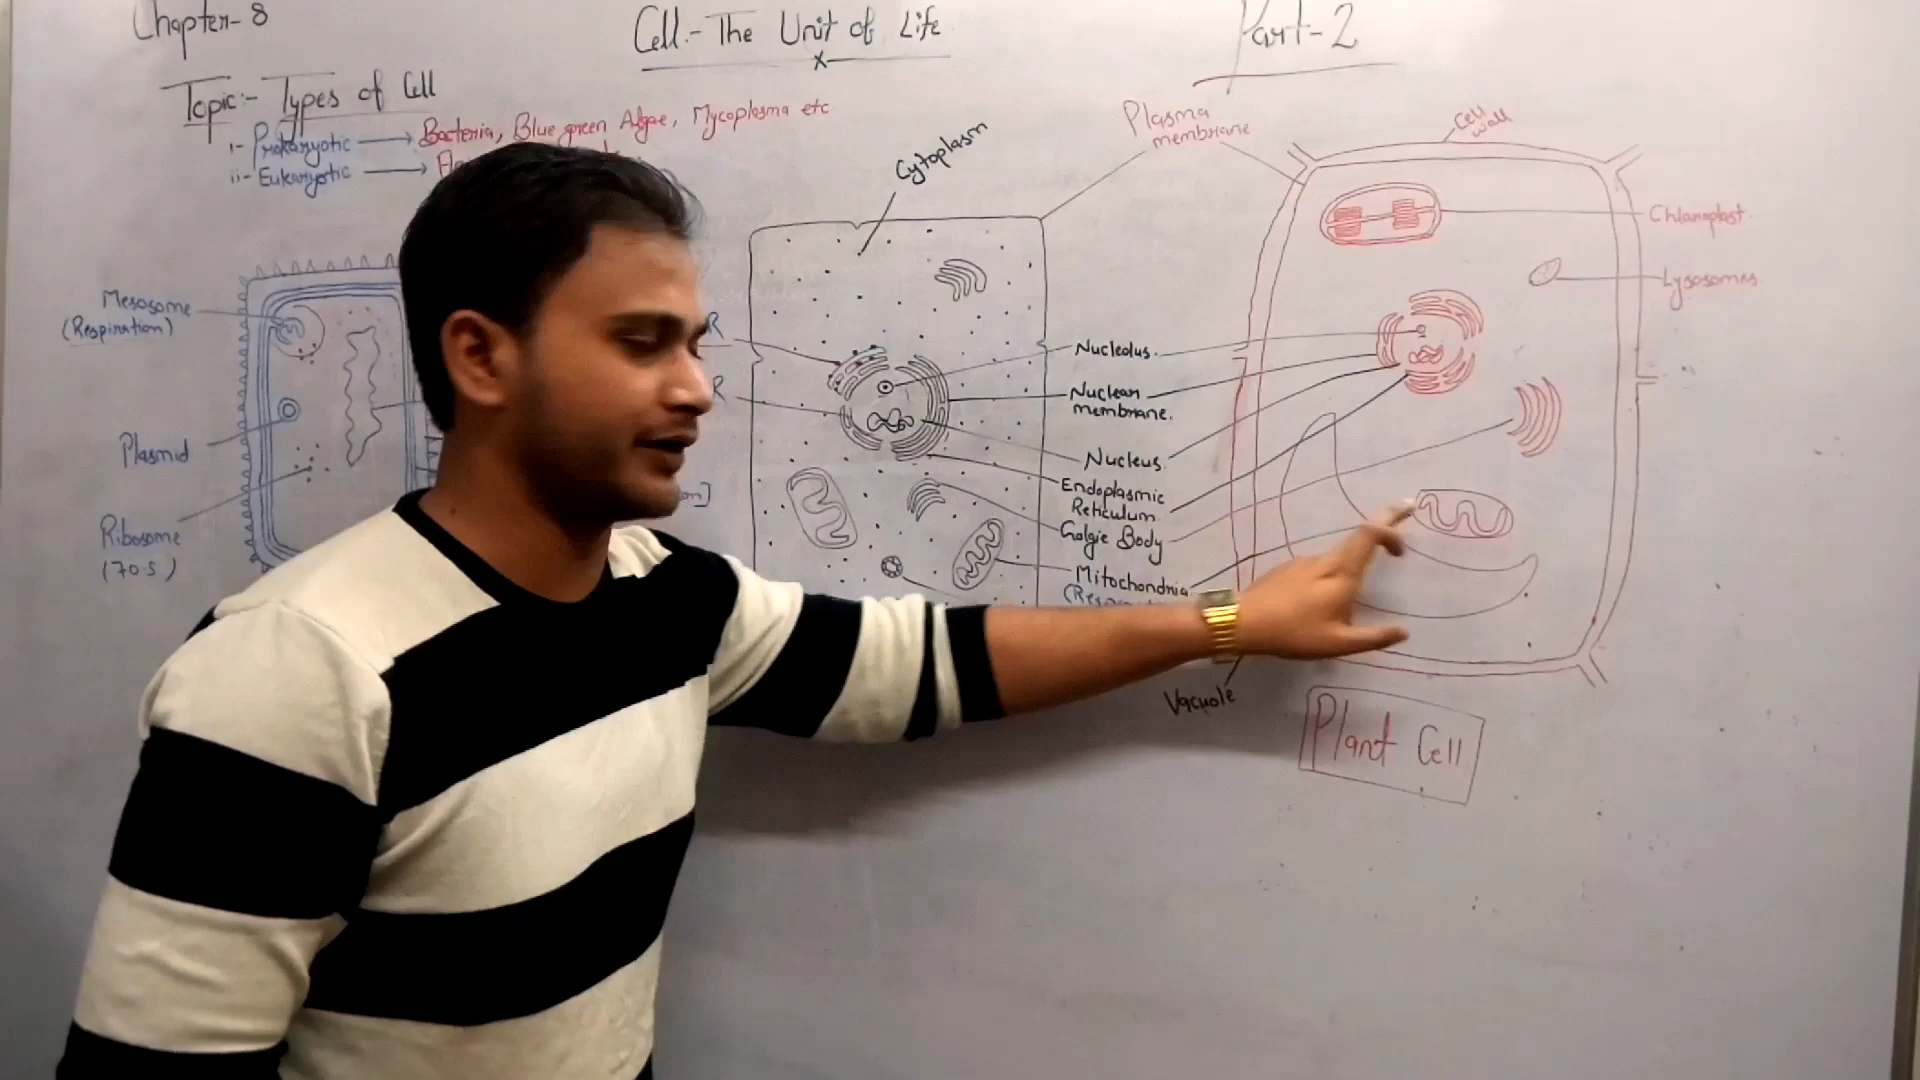 Chapter-8
Cell:- The Unit of Life
Part-2
Topic:- Types of Cell
i- Prokaryotic → Bacteria, Blue green Algae, Mycoplasma etc
ii- Eukaryotic →
Mesosome
(Respiration)
Plasmid
Ribosome
(70s)
Cytoplasm
Plasma
membrane
Cell
wall
Nucleolus.
Nuclear
membrane.
Nucleus
Endoplasmic
Reticulum
Golgie Body
Mitochondria
Vacuole
Chloroplast
Lysosomes
Plant Cell